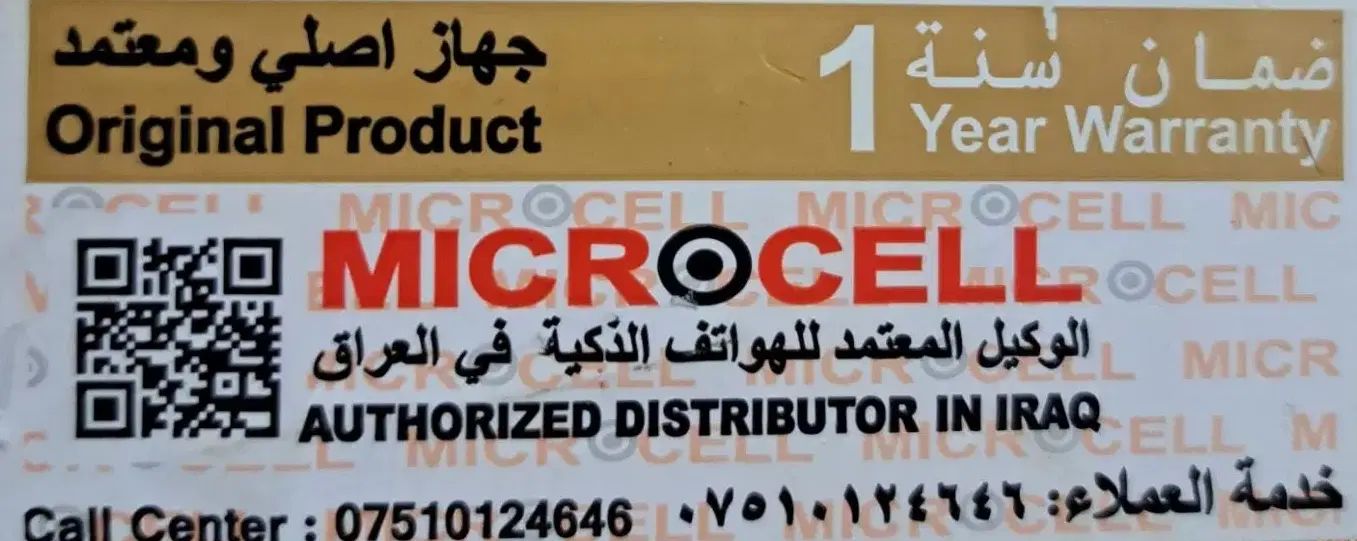 جهاز اصلي ومعتمد
Original Product
1
ضمان سنة
Year Warranty
MICROCELL
الوكيل المعتمد للهواتف الذكية في العراق
AUTHORIZED DISTRIBUTOR IN IRAQ
خدمة العملاء: ٠٧٥١٠١٢٤٦٤٦
Call Center : 07510124646